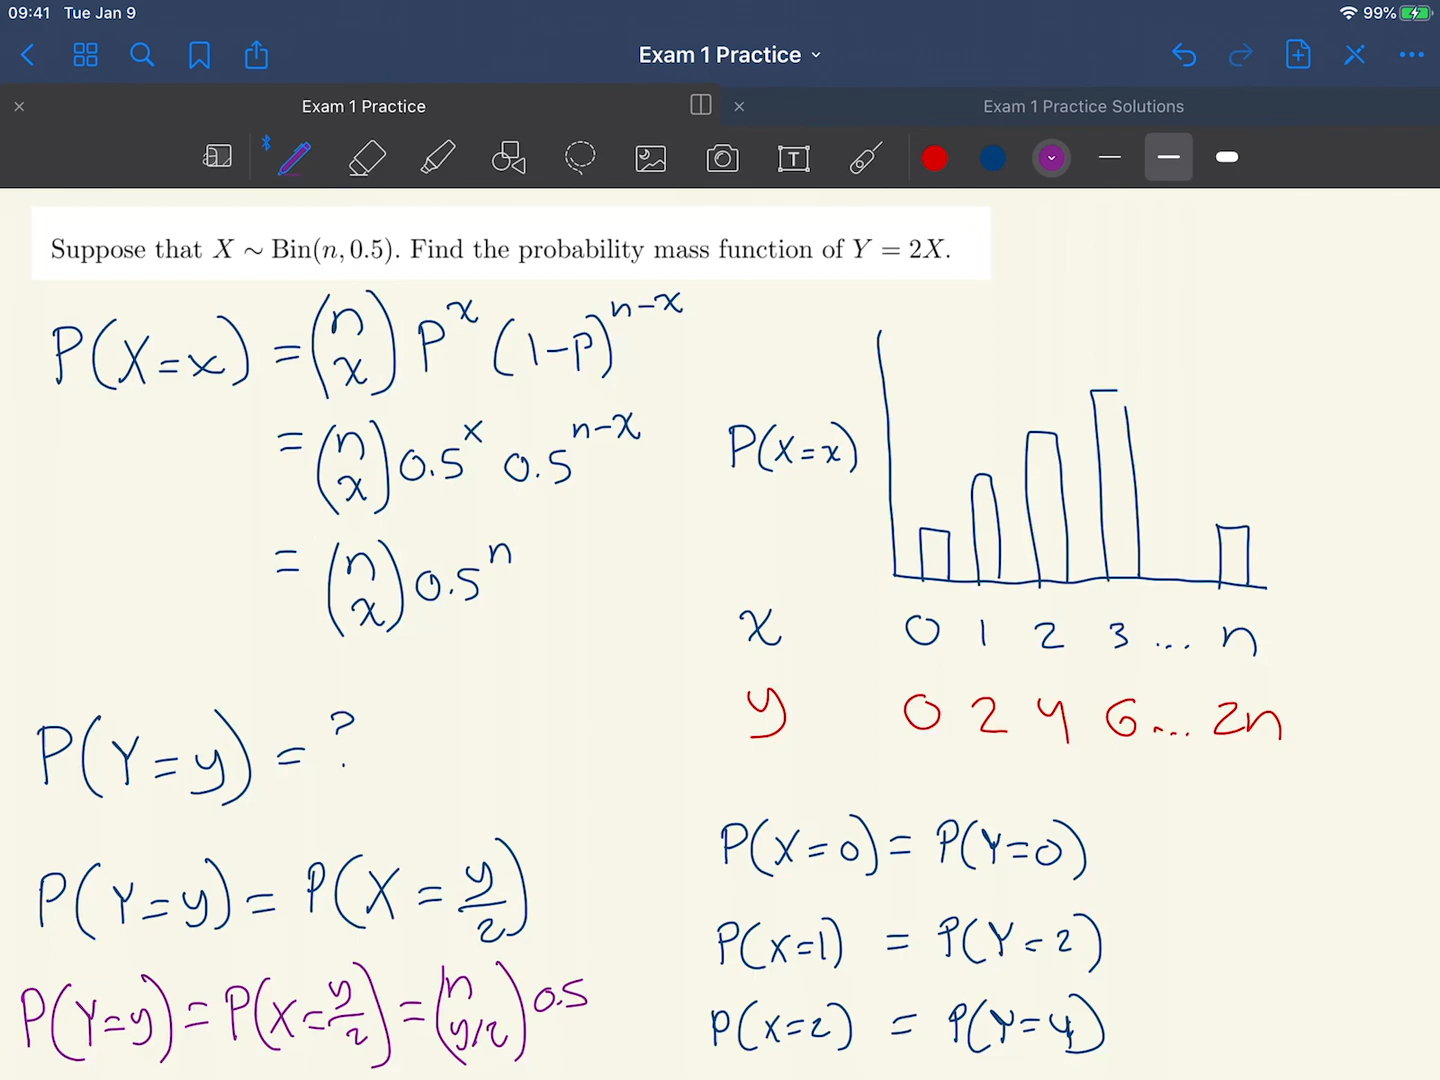 09:41 Tue Jan 9 99%
Exam 1 Practice
Exam 1 Practice Exam 1 Practice Solutions
T
Suppose that X ∼ Bin(n, 0.5). Find the probability mass function of Y = 2X.
P(X=x) = (n x) P^x (1-P)^{n-x}
= (n x) 0.5^x 0.5^{n-x}
= (n x) 0.5^n
P(X=x)
x 0 1 2 3 ... n
y 0 2 4 6 ... 2n
P(Y=y) = ?
P(Y=y) = P(X = y/2)
P(Y=y) = P(X=y/2) = (n y/2) 0.5
P(X=0) = P(Y=0)
P(X=1) = P(Y=2)
P(X=2) = P(Y=4)